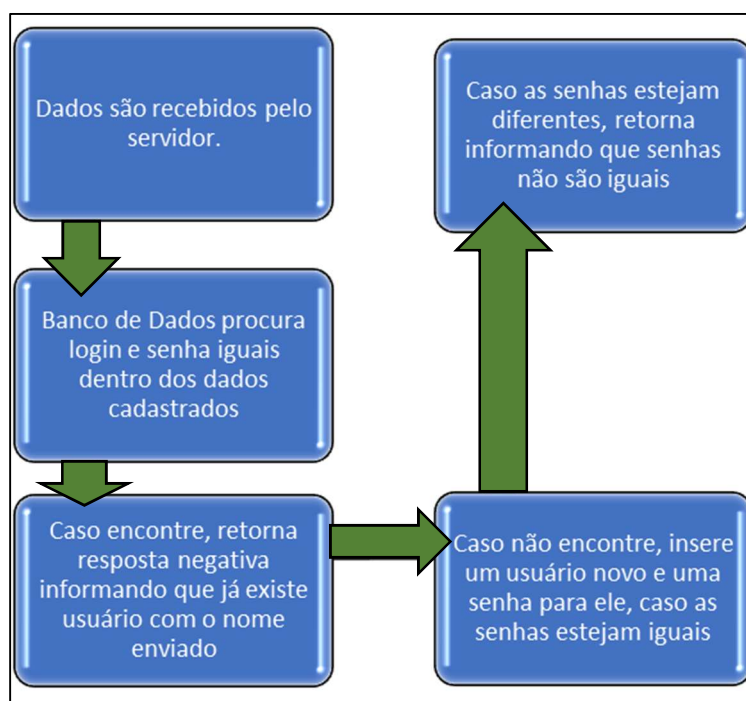 Dados são recebidos pelo
servidor.
Banco de Dados procura
login e senha iguais
dentro dos dados
cadastrados
Caso encontre, retorna
resposta negativa
informando que já existe
usuário com o nome
enviado
Caso não encontre, insere
um usuário novo e uma
senha para ele, caso as
senhas estejam iguais
Caso as senhas estejam
diferentes, retorna
informando que senhas
não são iguais